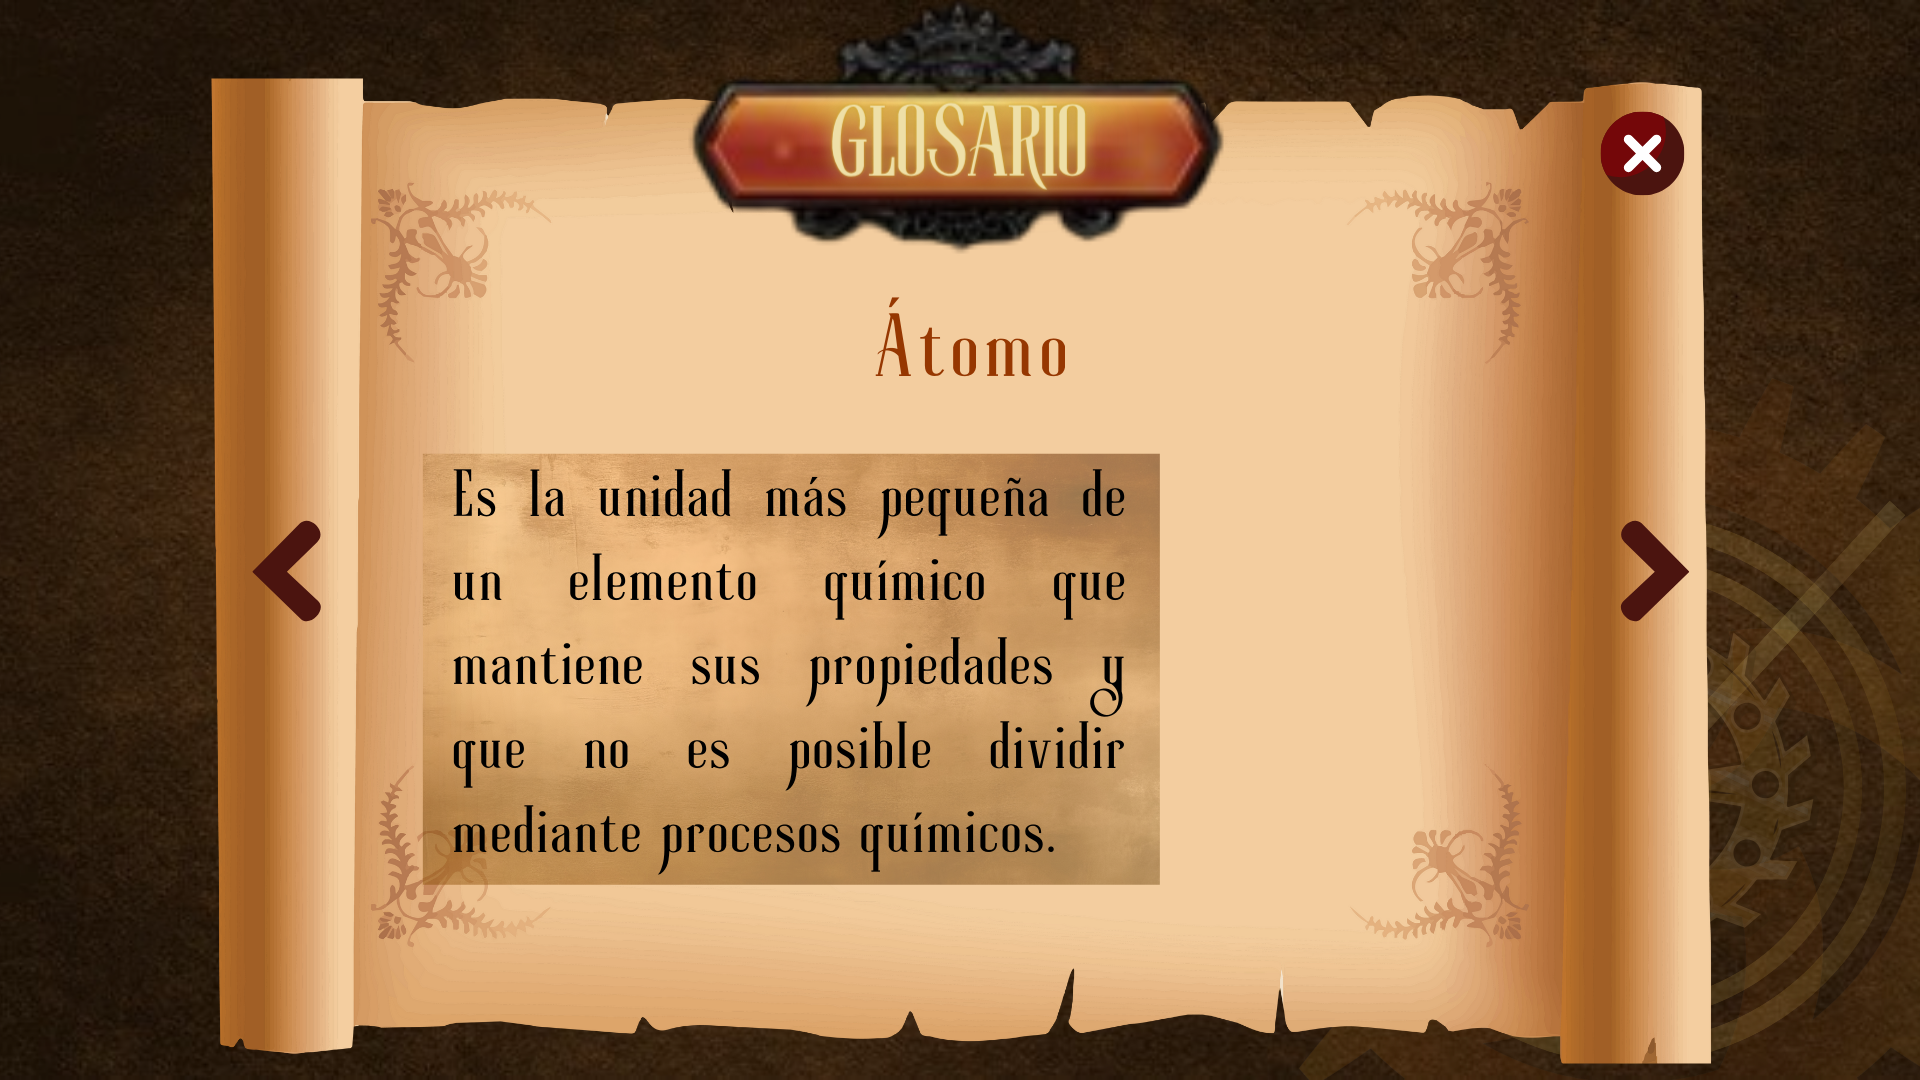 GLOSARIO
Átomo
Es la unidad más pequeña de
un elemento químico que
mantiene sus propiedades y
que no es posible dividir
mediante procesos químicos.